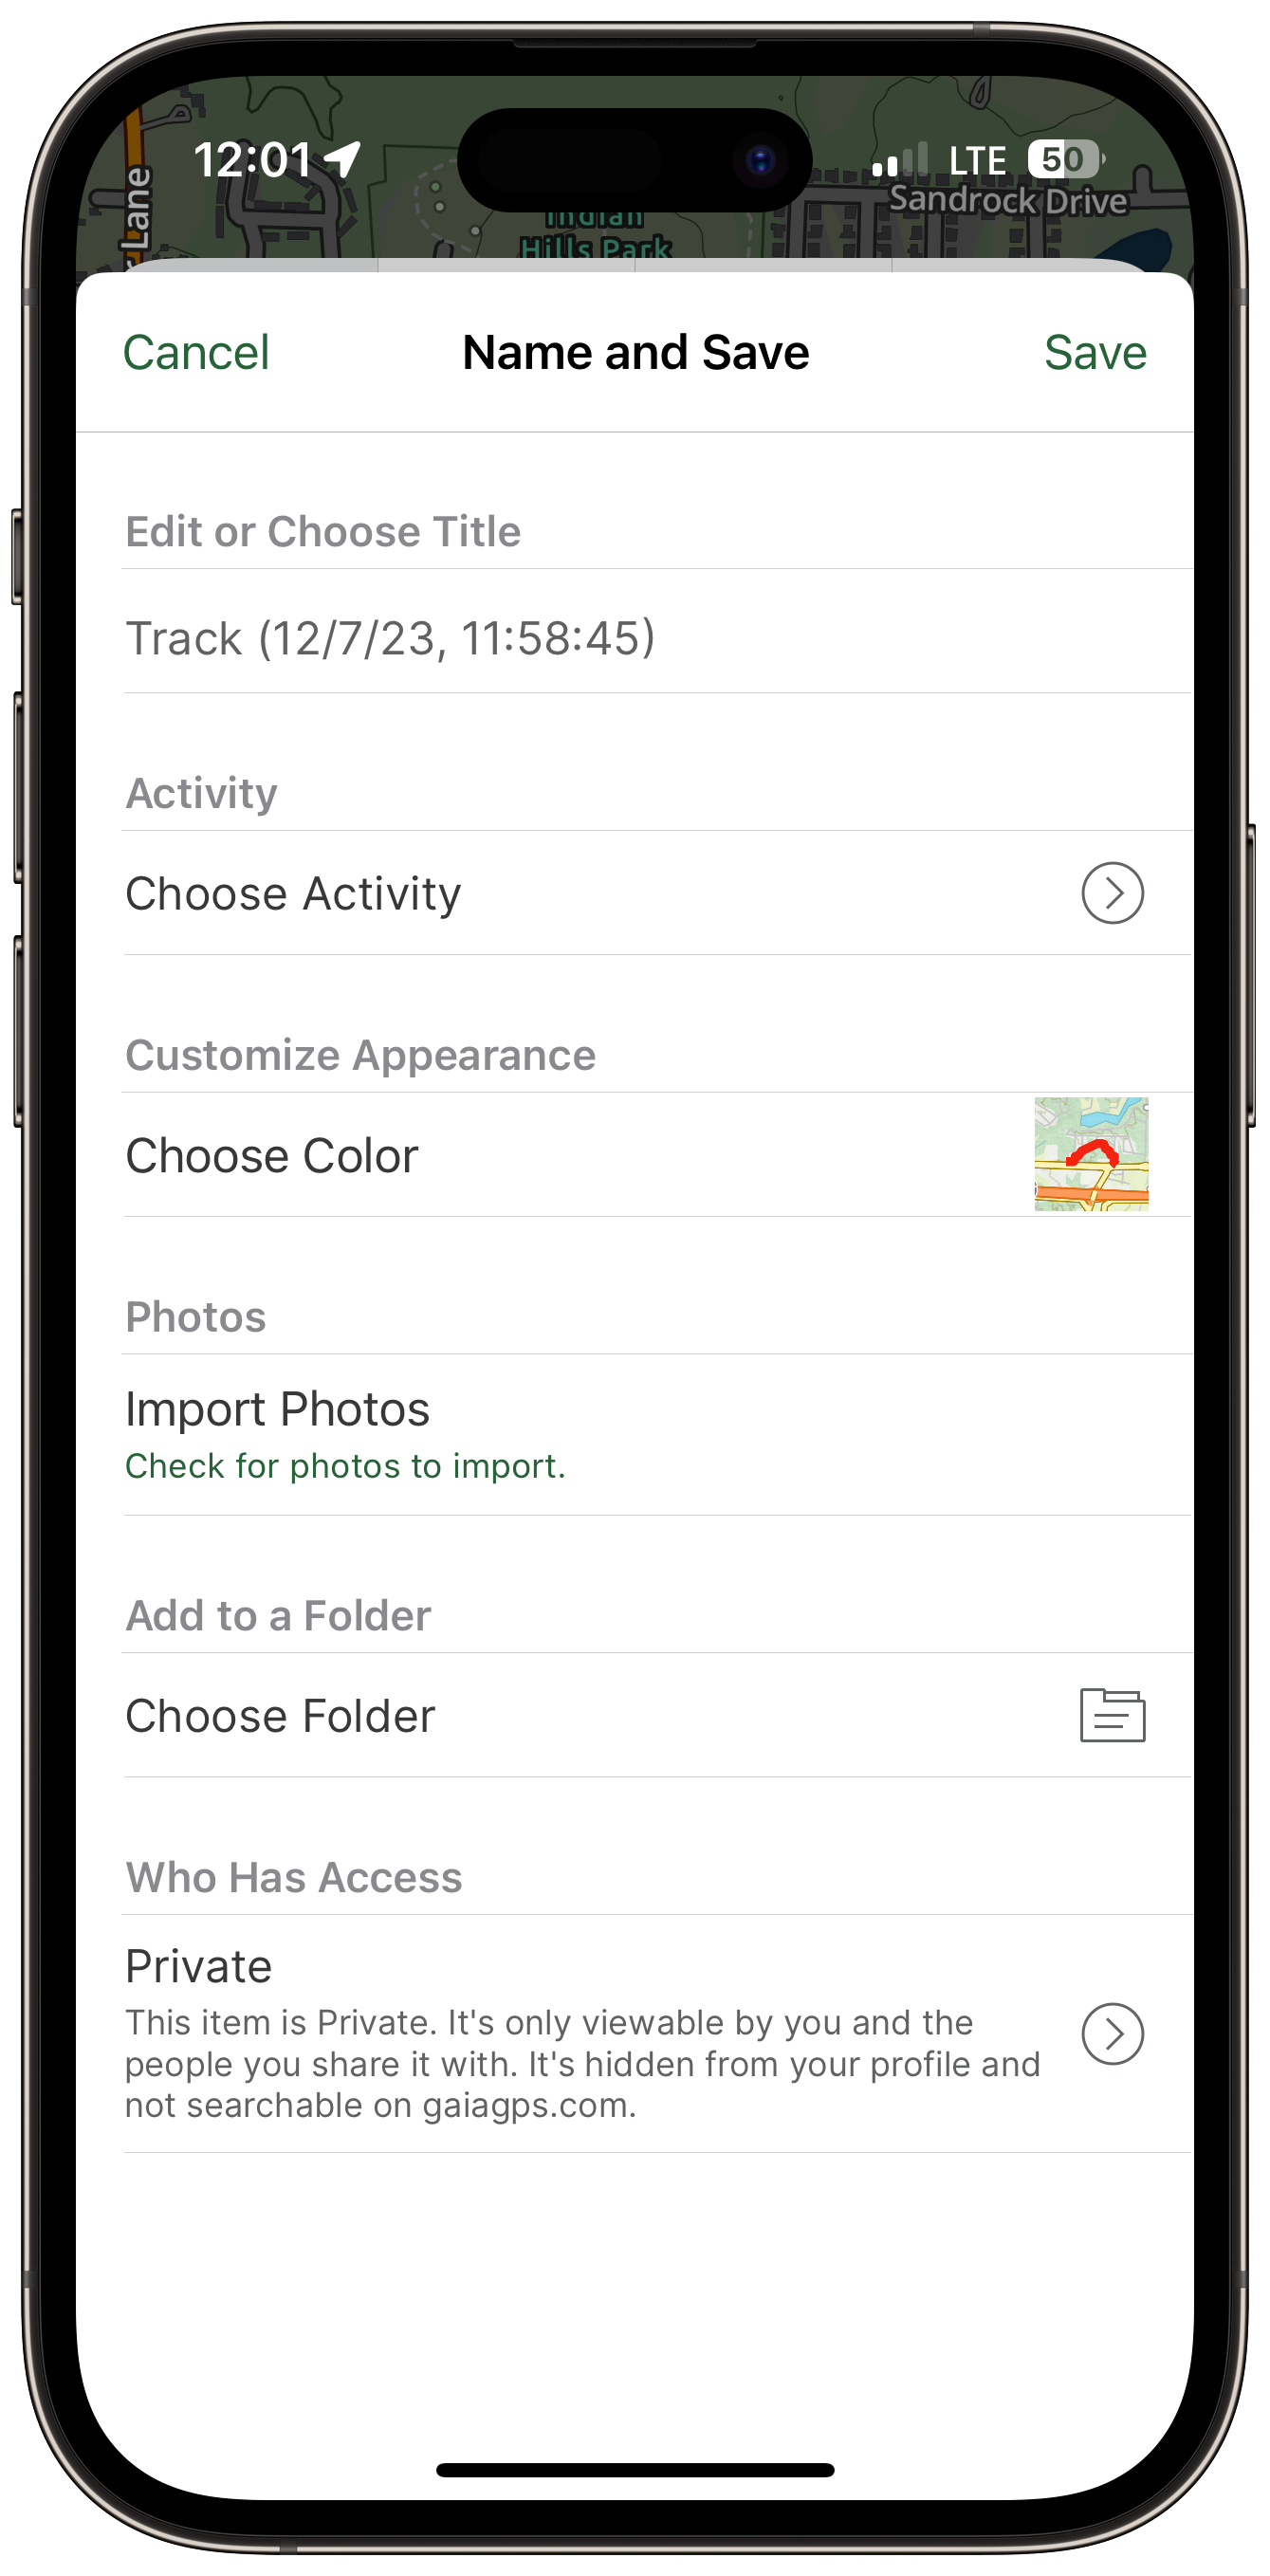 12:01
LTE 50
Lane
Sandrock Drive
Indian
Hills Park
Cancel
Name and Save
Save
Edit or Choose Title
Track (12/7/23, 11:58:45)
Activity
Choose Activity
Customize Appearance
Choose Color
Photos
Import Photos
Check for photos to import.
Add to a Folder
Choose Folder
Who Has Access
Private
This item is Private. It's only viewable by you and the
people you share it with. It's hidden from your profile and
not searchable on gaiagps.com.